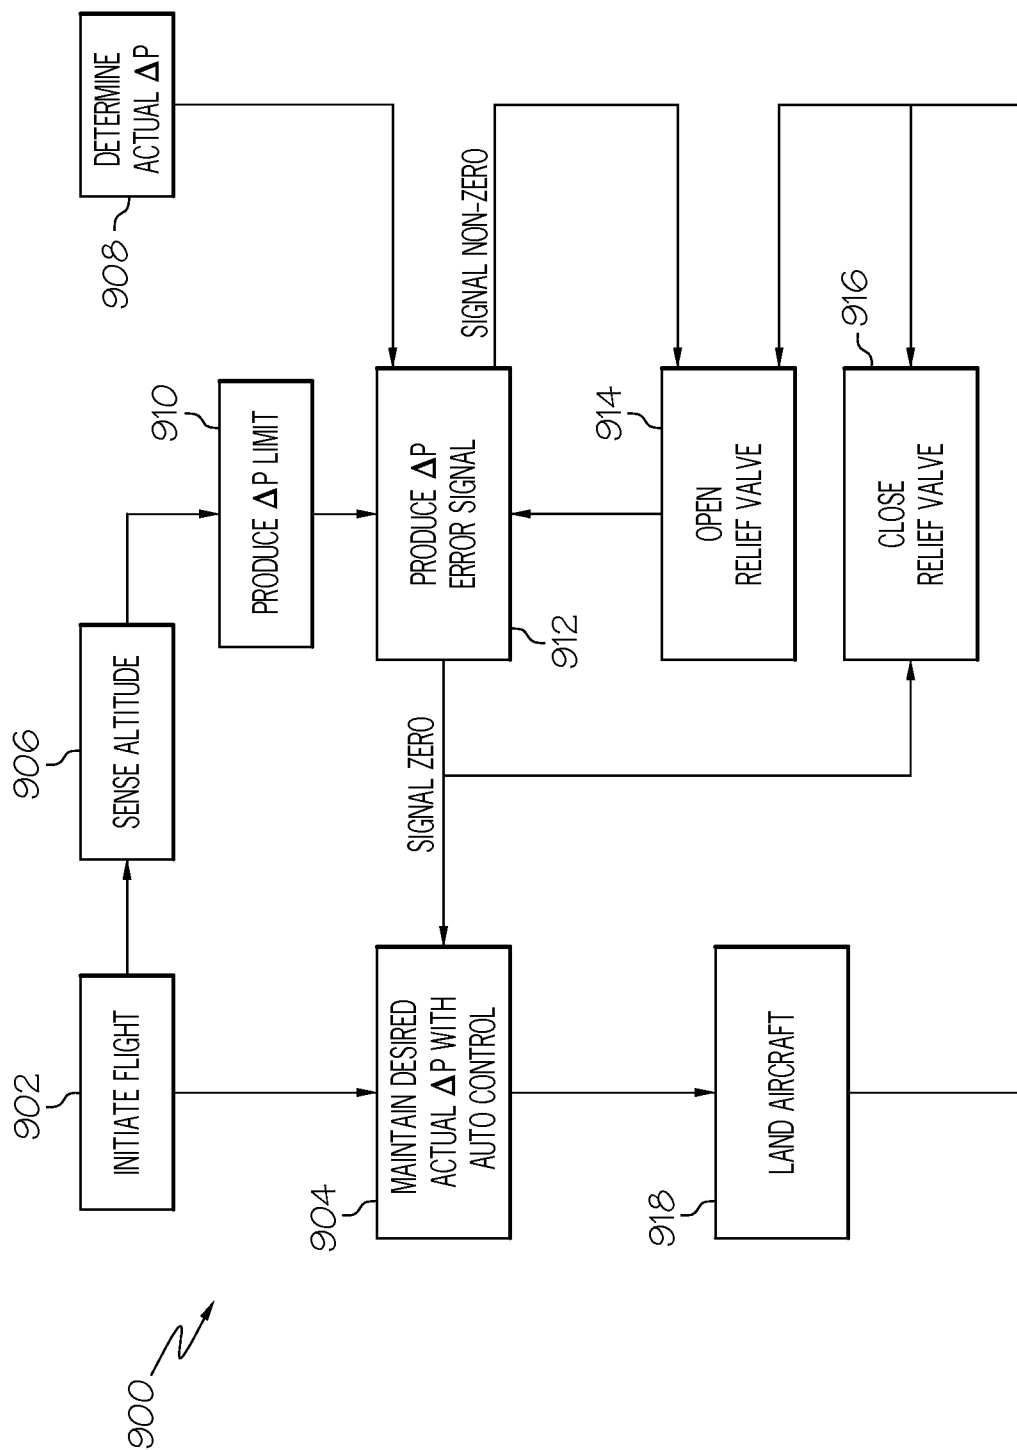 900
902
INITIATE FLIGHT
906
SENSE ALTITUDE
908
DETERMINE
ACTUAL ΔP
910
PRODUCE ΔP LIMIT
904
MAINTAIN DESIRED
ACTUAL ΔP WITH
AUTO CONTROL
SIGNAL ZERO
912
PRODUCE ΔP
ERROR SIGNAL
SIGNAL NON-ZERO
918
LAND AIRCRAFT
914
OPEN
RELIEF VALVE
916
CLOSE
RELIEF VALVE